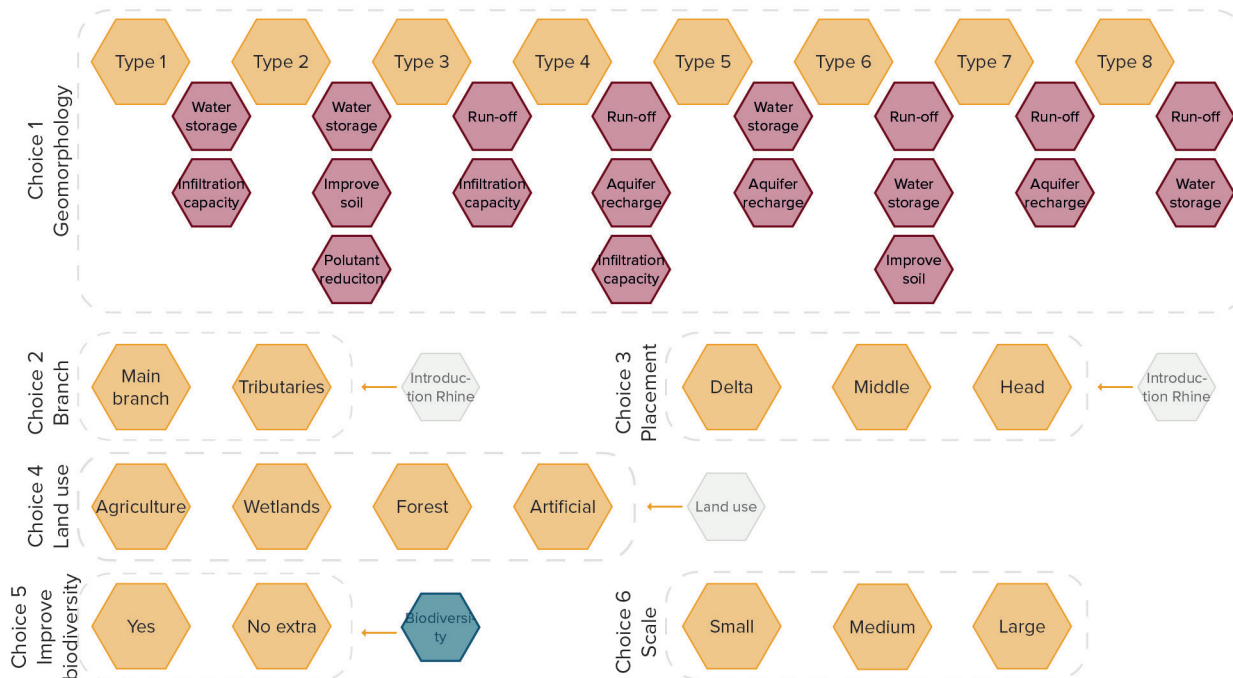 Choice 1
Geomorphology
Type 1
Type 2
Type 3
Type 4
Type 5
Type 6
Type 7
Type 8
Water
storage
Water
storage
Run-off
Run-off
Water
storage
Run-off
Run-off
Run-off
Infiltration
capacity
Improve
soil
Infiltration
capacity
Aquifer
recharge
Aquifer
recharge
Water
storage
Aquifer
recharge
Water
storage
Polutant
reduciton
Infiltration
capacity
Improve
soil
Choice 2
Branch
Main
branch
Tributaries
Introduc-
tion Rhine
Choice 3
Placement
Delta
Middle
Head
Introduc-
tion Rhine
Choice 4
Land use
Agriculture
Wetlands
Forest
Artificial
Land use
Choice 5
Improve
biodiversity
Yes
No extra
Biodiversi-
ty
Choice 6
Scale
Small
Medium
Large